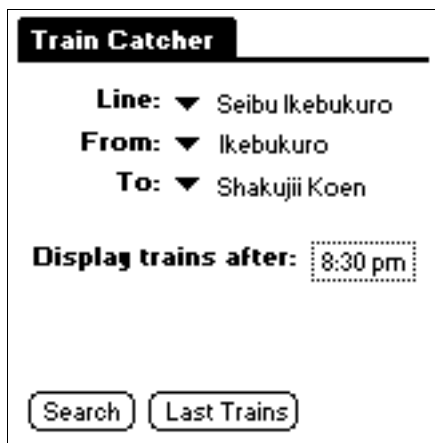 Train Catcher
Line: Seibu Ikebukuro
From: Ikebukuro
To: Shakujii Koen
Display trains after: 8:30 pm
Search Last Trains